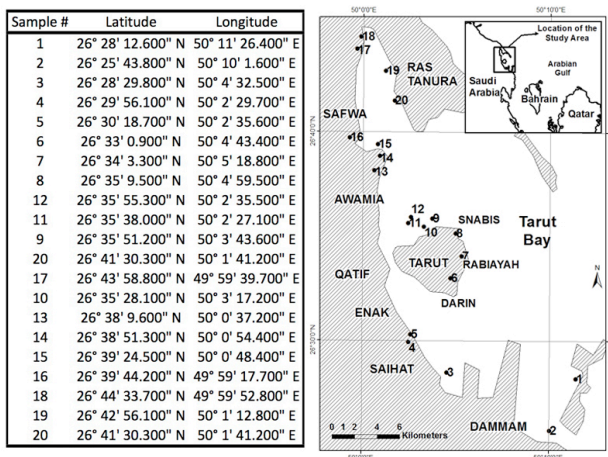 Sample # Latitude Longitude
1 26° 28' 12.600" N 50° 11' 26.400" E
2 26° 25' 43.800" N 50° 10' 1.600" E
3 26° 28' 29.800" N 50° 4' 32.500" E
4 26° 29' 56.100" N 50° 2' 29.700" E
5 26° 30' 18.700" N 50° 2' 35.600" E
6 26° 33' 0.900" N 50° 4' 43.400" E
7 26° 34' 3.300" N 50° 5' 18.800" E
8 26° 35' 9.500" N 50° 4' 59.500" E
12 26° 35' 55.300" N 50° 2' 35.500" E
11 26° 35' 38.000" N 50° 2' 27.100" E
9 26° 35' 51.200" N 50° 3' 43.600" E
20 26° 41' 30.300" N 50° 1' 41.200" E
17 26° 43' 58.800" N 49° 59' 39.700" E
10 26° 35' 28.100" N 50° 3' 17.200" E
13 26° 38' 9.600" N 50° 0' 37.200" E
14 26° 38' 51.300" N 50° 0' 54.400" E
15 26° 39' 24.500" N 50° 0' 48.400" E
16 26° 39' 44.200" N 49° 59' 17.700" E
18 26° 44' 33.700" N 49° 59' 52.800" E
19 26° 42' 56.100" N 50° 1' 12.800" E
20 26° 41' 30.300" N 50° 1' 41.200" E
50°0'0"E 50°10'0"E
Location of the
Study Area
Arabian
Gulf
Saudi
Arabia
Bahrain
Qatar
18
17
19
RAS
TANURA
20
SAFWA
26°40'0"N
16
15
14
13
AWAMIA
12
11
9
10
SNABIS
8
Tarut
Bay
TARUT
7
RABIAYAH
QATIF
6
DARIN
N
ENAK
26°30'0"N
5
4
SAIHAT
3
1
DAMMAM
2
0 1 2 4 6
Kilometers